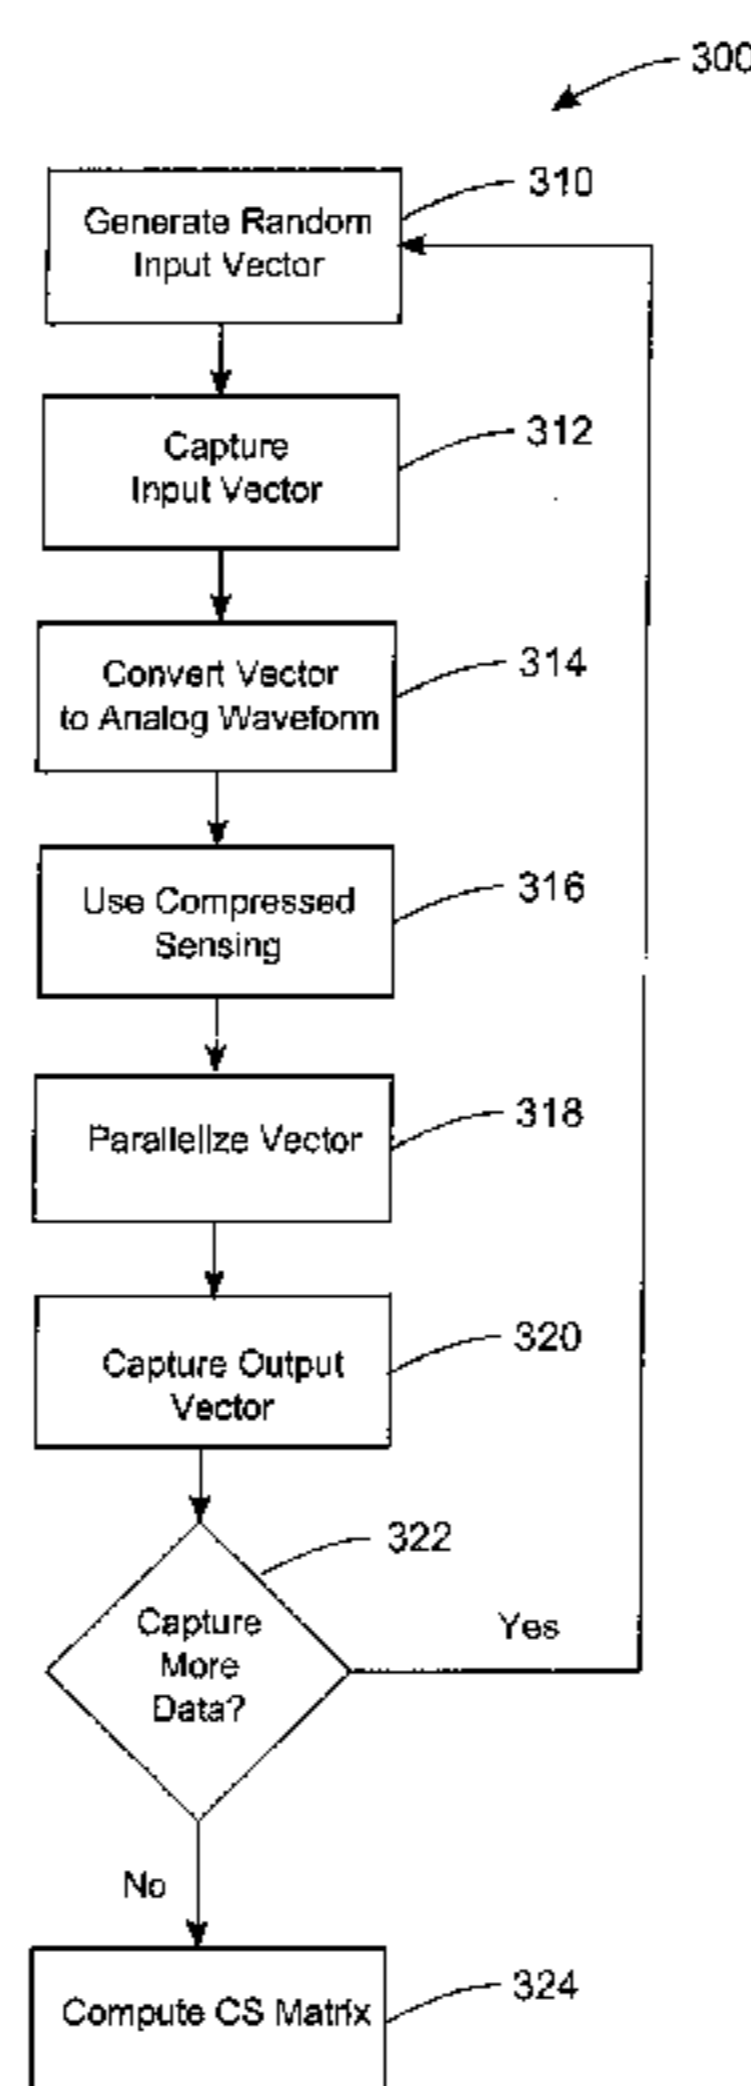 300
310
Generate Random
Input Vector
312
Capture
Input Vector
314
Convert Vector
to Analog Waveform
316
Use Compressed
Sensing
318
Parallelize Vector
320
Capture Output
Vector
322
Capture
More
Data?
Yes
No
324
Compute CS Matrix